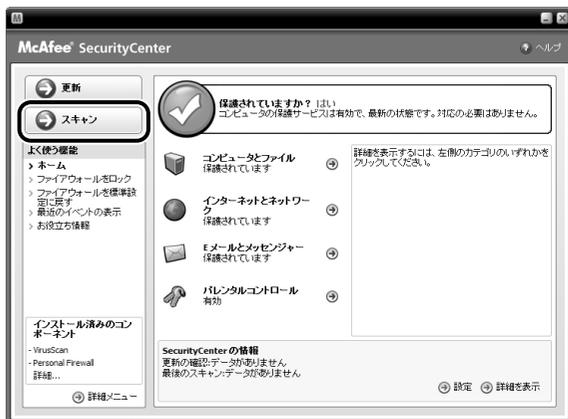 M
McAfee® SecurityCenter
ヘルプ
更新
スキャン
よく使う機能
ホーム
ファイアウォールをロック
ファイアウォールを標準設
定に戻す
最近のイベントの表示
お役立ち情報
インストール済みのコン
ポーネント
- VirusScan
- Personal Firewall
詳細...
詳細メニュー
保護されていますか? はい
コンピュータの保護サービスは有効で、最新の状態です。対応の必要はありません。
コンピュータとファイル
保護されています
インターネットとネットワー
ク
保護されています
Eメールとメッセンジャー
保護されています
ペレンタルコントロール
有効
詳細を表示するには、左側のカテゴリのいずれかを
クリックしてください。
SecurityCenter の情報
更新の確認:データがありません
最後のスキャン:データがありません
設定
詳細を表示